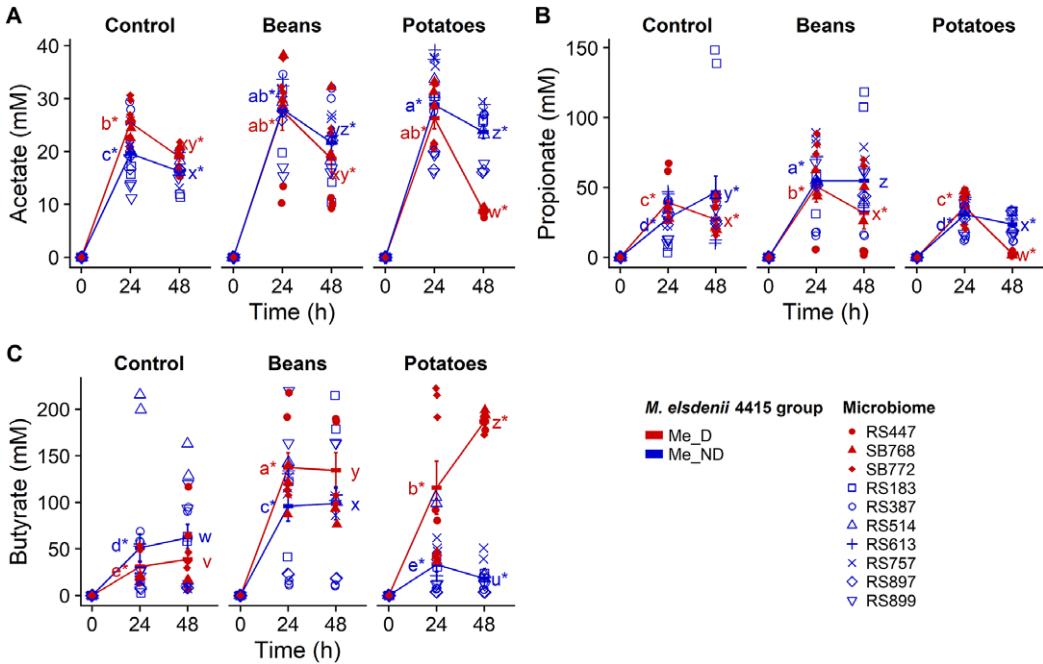 A
Control
Beans
Potatoes
Acetate (mM)
40
30
20
10
0
b*
c*
xy*
x*
ab*
ab*
yz*
xy*
a*
ab*
z*
w*
0 24 48
0 24 48
0 24 48
Time (h)
B
Control
Beans
Potatoes
Propionate (mM)
150
100
50
0
c*
d*
y*
x*
a*
b*
z
x*
c*
d*
x*
w*
0 24 48
0 24 48
0 24 48
Time (h)
C
Control
Beans
Potatoes
Butyrate (mM)
200
150
100
50
0
d*
e*
w
v
a*
c*
y
x
b*
e*
z*
u*
0 24 48
0 24 48
0 24 48
Time (h)
M. elsdenii 4415 group
Me_D
Me_ND
Microbiome
RS447
SB768
SB772
RS183
RS387
RS514
RS613
RS757
RS897
RS899